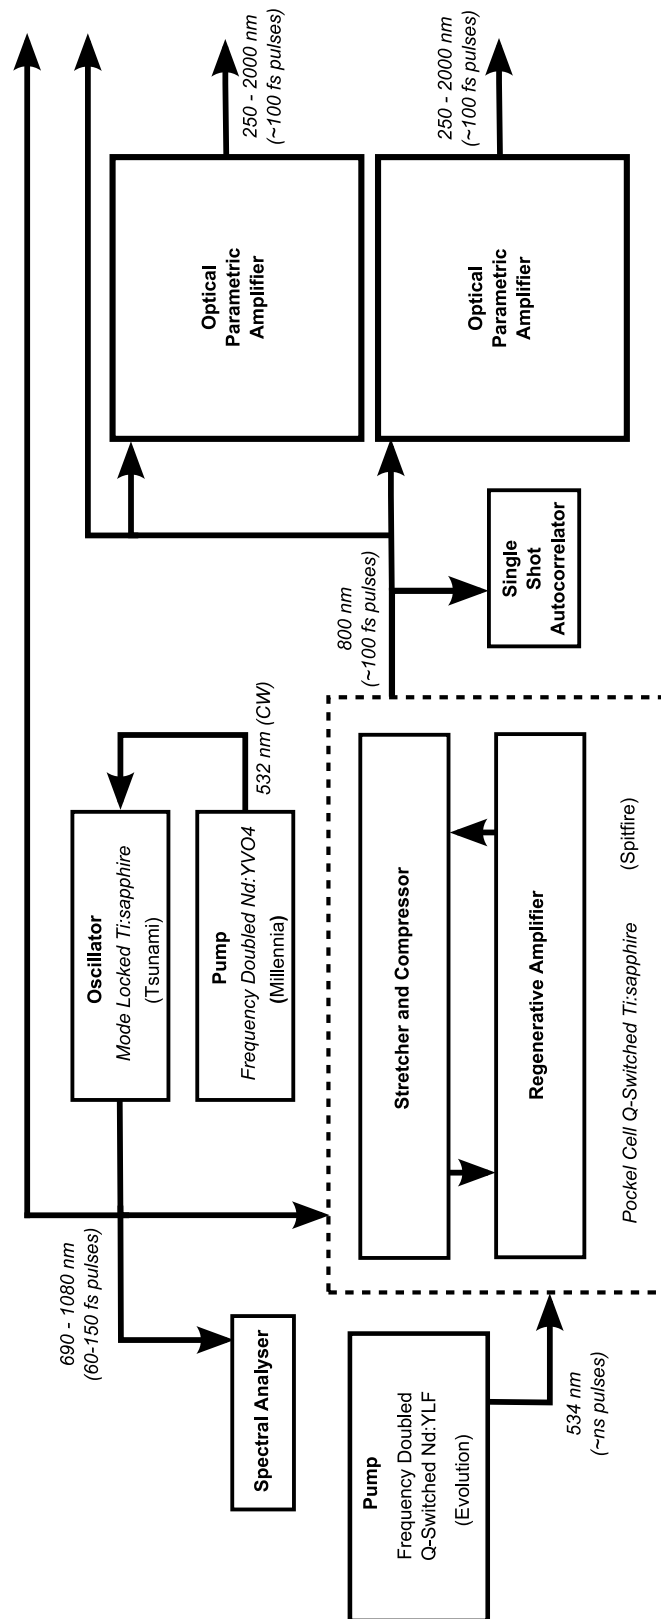 690 - 1080 nm
(60-150 fs pulses)
Spectral Analyser
Oscillator
Mode Locked Ti:sapphire
(Tsunami)
Pump
Frequency Doubled Nd:YVO4
(Millennia)
532 nm (CW)
Pump
Frequency Doubled
Q-Switched Nd:YLF
(Evolution)
534 nm
(~ns pulses)
Stretcher and Compressor
Regenerative Amplifier
Pockel Cell Q-Switched Ti:sapphire
(Spitfire)
800 nm
(~100 fs pulses)
Single
Shot
Autocorrelator
Optical
Parametric
Amplifier
250 - 2000 nm
(~100 fs pulses)
Optical
Parametric
Amplifier
250 - 2000 nm
(~100 fs pulses)